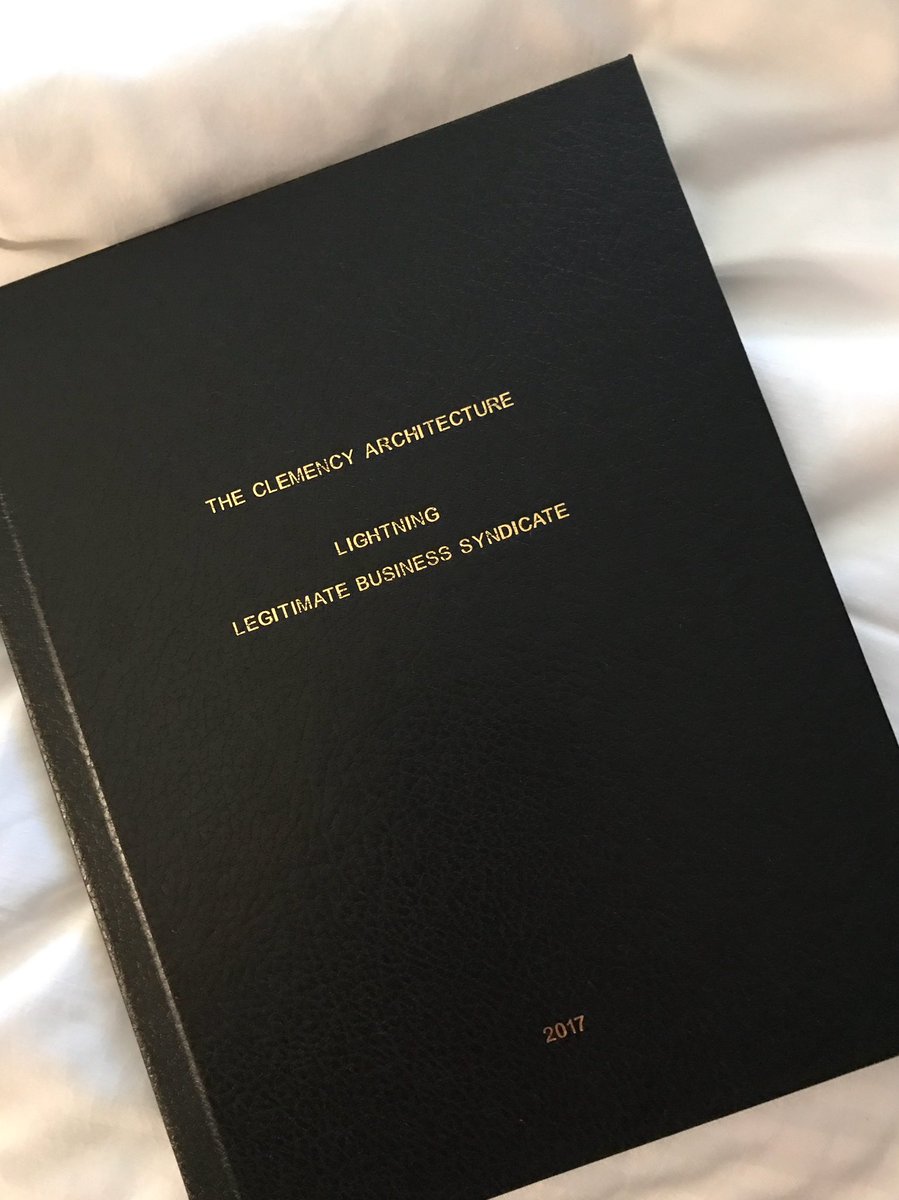 THE CLEMENCY ARCHITECTURE
LIGHTNING
LEGITIMATE BUSINESS SYNDICATE
2017